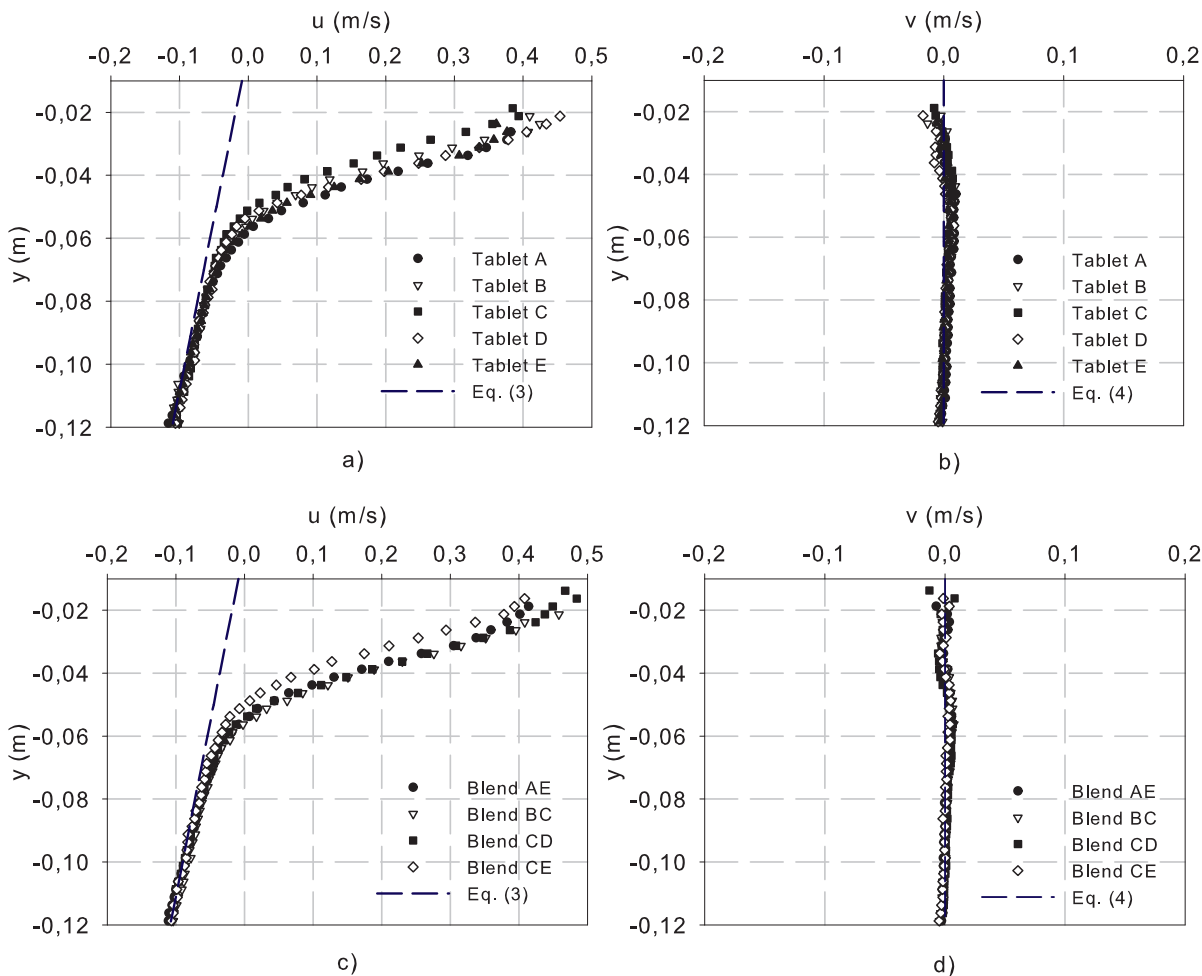 u (m/s)
-0,2 -0,1 0,0 0,1 0,2 0,3 0,4 0,5
y (m)
-0,02
-0,04
-0,06
-0,08
-0,10
-0,12
Tablet A
Tablet B
Tablet C
Tablet D
Tablet E
Eq. (3)
a)
v (m/s)
-0,2 -0,1 0,0 0,1 0,2
y (m)
-0,02
-0,04
-0,06
-0,08
-0,10
-0,12
Tablet A
Tablet B
Tablet C
Tablet D
Tablet E
Eq. (4)
b)
u (m/s)
-0,2 -0,1 0,0 0,1 0,2 0,3 0,4 0,5
y (m)
-0,02
-0,04
-0,06
-0,08
-0,10
-0,12
Blend AE
Blend BC
Blend CD
Blend CE
Eq. (3)
c)
v (m/s)
-0,2 -0,1 0,0 0,1 0,2
y (m)
-0,02
-0,04
-0,06
-0,08
-0,10
-0,12
Blend AE
Blend BC
Blend CD
Blend CE
Eq. (4)
d)